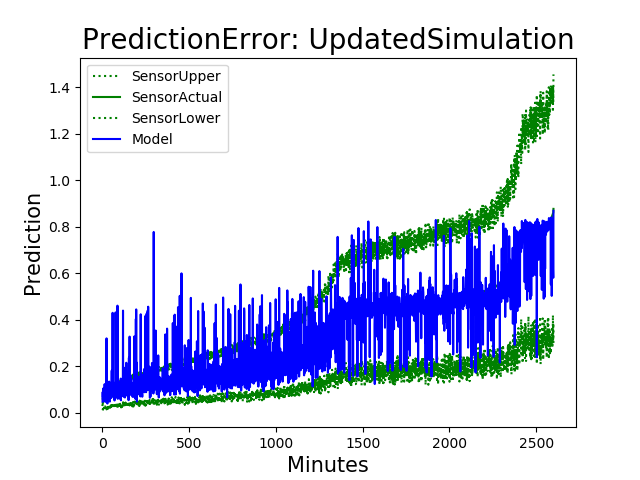 PredictionError: UpdatedSimulation
SensorUpper
SensorActual
SensorLower
Model
Prediction
1.4
1.2
1.0
0.8
0.6
0.4
0.2
0.0
0 500 1000 1500 2000 2500
Minutes